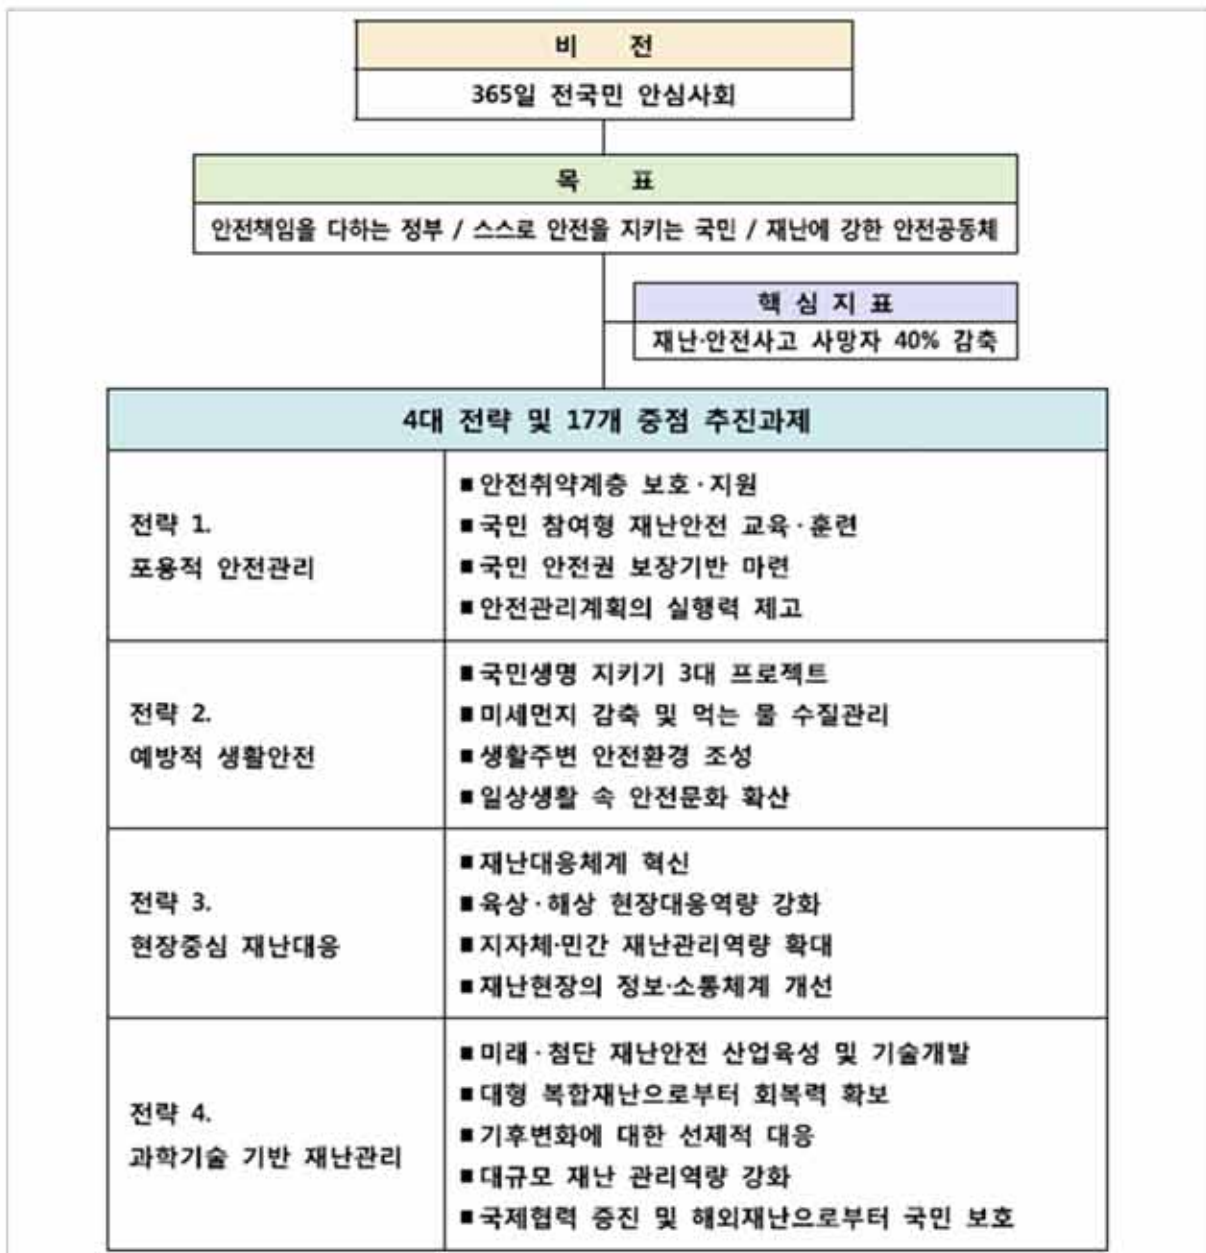 비 전
365일 전국민 안심사회
목 표
안전책임을 다하는 정부 / 스스로 안전을 지키는 국민 / 재난에 강한 안전공동체
핵 심 지 표
재난·안전사고 사망자 40% 감축
4대 전략 및 17개 중점 추진과제
전략 1.
포용적 안전관리
■ 안전취약계층 보호·지원
■ 국민 참여형 재난안전 교육·훈련
■ 국민 안전권 보장기반 마련
■ 안전관리계획의 실행력 제고
전략 2.
예방적 생활안전
■ 국민생명 지키기 3대 프로젝트
■ 미세먼지 감축 및 먹는 물 수질관리
■ 생활주변 안전환경 조성
■ 일상생활 속 안전문화 확산
전략 3.
현장중심 재난대응
■ 재난대응체계 혁신
■ 육상·해상 현장대응역량 강화
■ 지자체·민간 재난관리역량 확대
■ 재난현장의 정보·소통체계 개선
전략 4.
과학기술 기반 재난관리
■ 미래·첨단 재난안전 산업육성 및 기술개발
■ 대형 복합재난으로부터 회복력 확보
■ 기후변화에 대한 선제적 대응
■ 대규모 재난 관리역량 강화
■ 국제협력 증진 및 해외재난으로부터 국민 보호